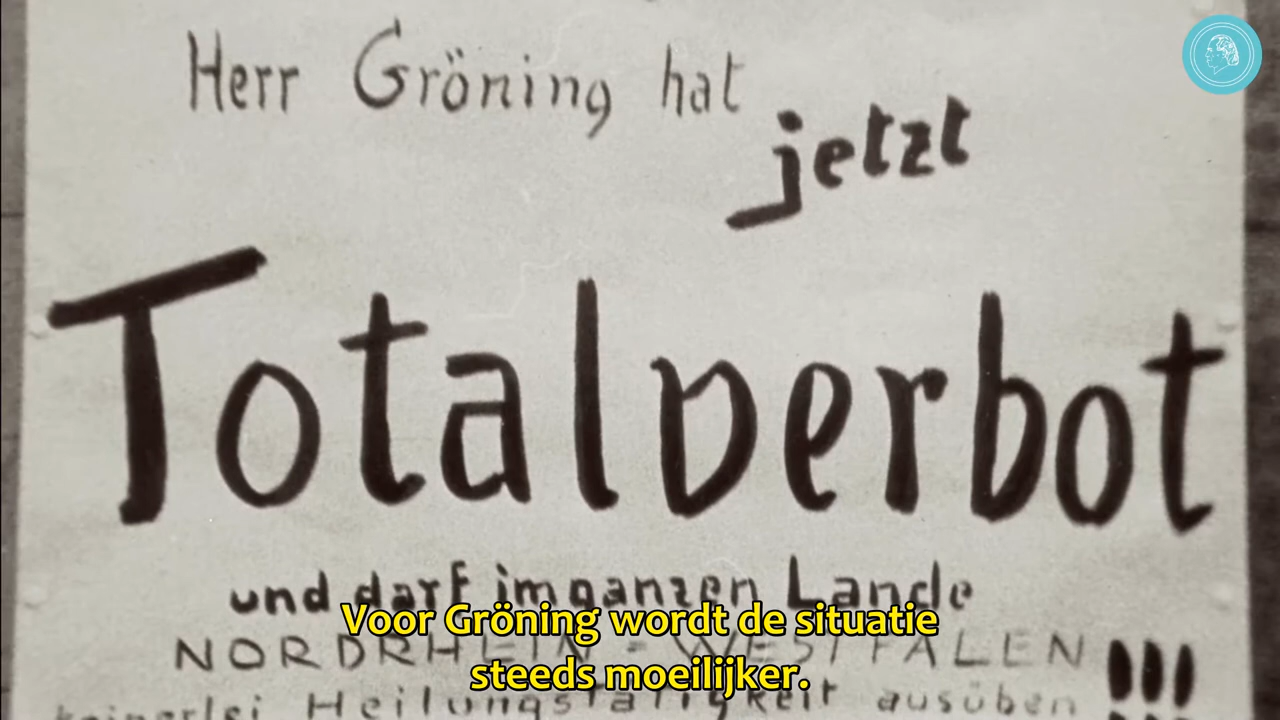 Herr Gröning hat
jetzt
Totalverbot
und darf im ganzen Lande
NORDRHEIN-WESTFALEN !!!
keinerlei Heilungstätigkeit ausüben
Voor Gröning wordt de situatie
steeds moeilijker.